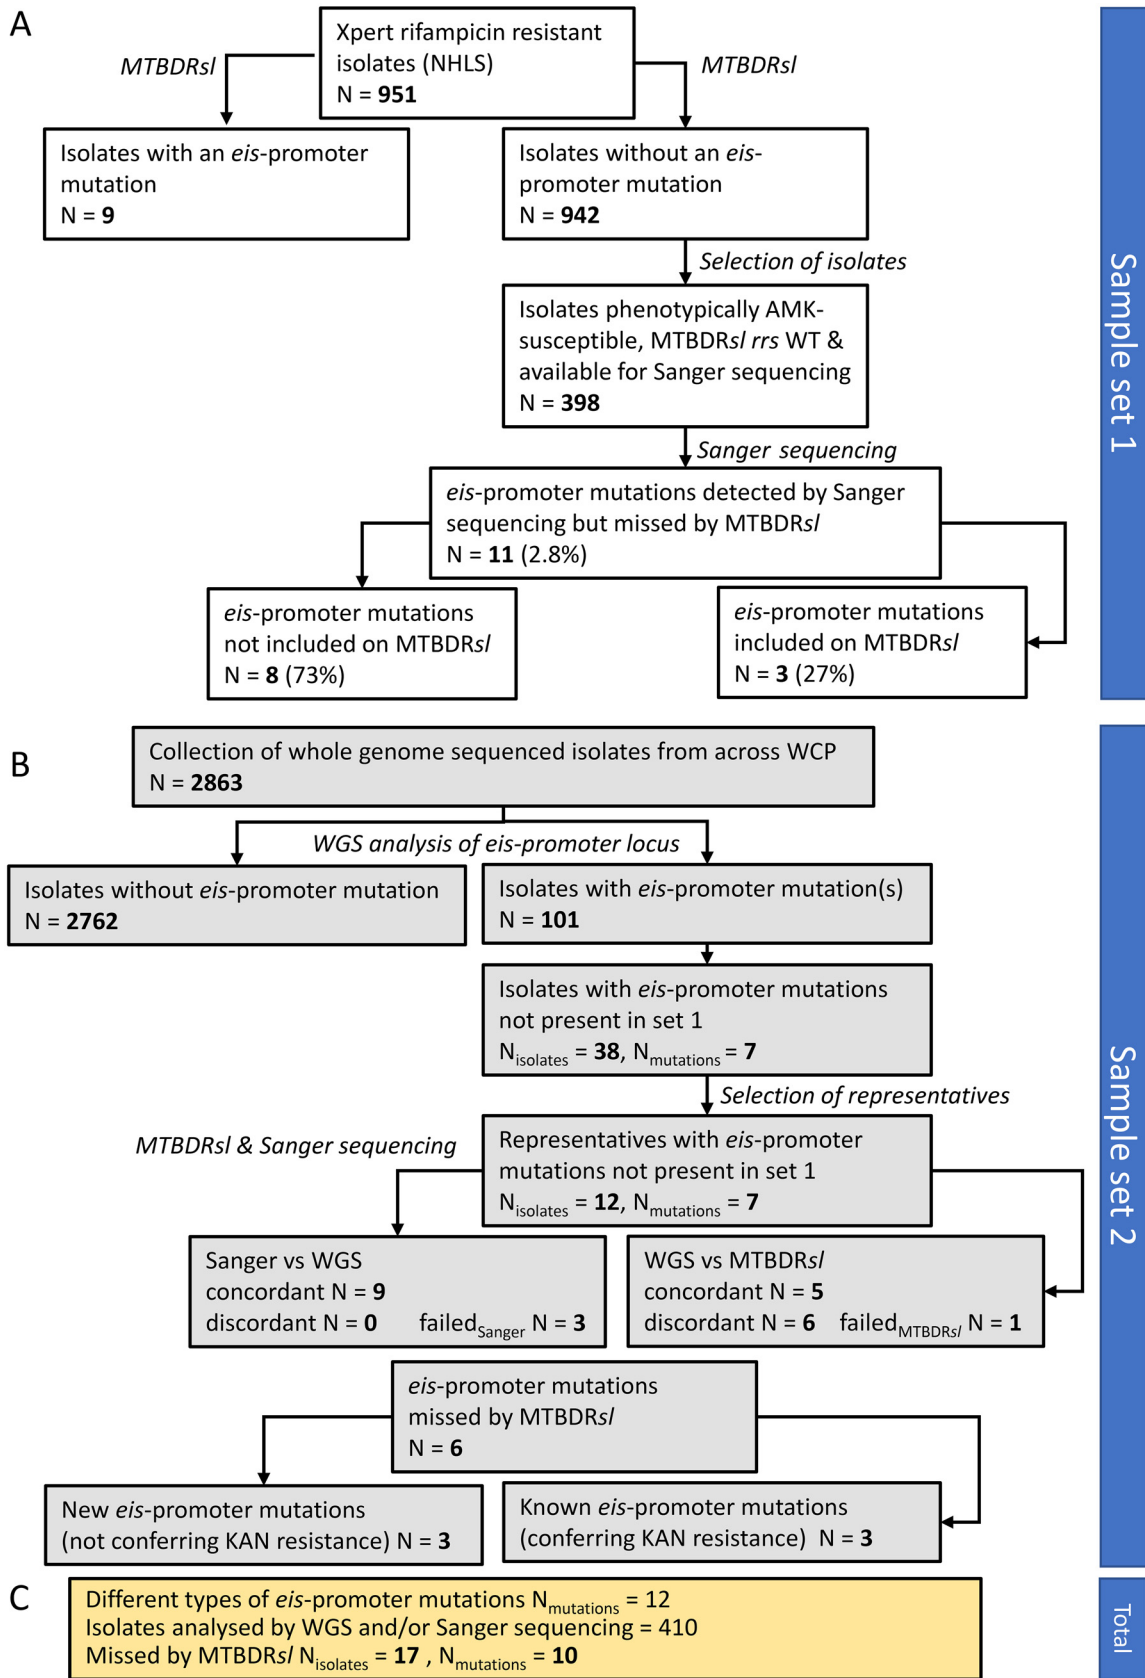 A
Xpert rifampicin resistant
isolates (NHLS)
N = 951
MTBDRsl
MTBDRsl
Isolates with an eis-promoter
mutation
N = 9
Isolates without an eis-
promoter mutation
N = 942
Selection of isolates
Isolates phenotypically AMK-
susceptible, MTBDRsl rrs WT &
available for Sanger sequencing
N = 398
Sanger sequencing
eis-promoter mutations detected by Sanger
sequencing but missed by MTBDRsl
N = 11 (2.8%)
eis-promoter mutations
not included on MTBDRsl
N = 8 (73%)
eis-promoter mutations
included on MTBDRsl
N = 3 (27%)
Sample set 1
B
Collection of whole genome sequenced isolates from across WCP
N = 2863
WGS analysis of eis-promoter locus
Isolates without eis-promoter mutation
N = 2762
Isolates with eis-promoter mutation(s)
N = 101
Isolates with eis-promoter mutations
not present in set 1
Nisolates = 38, Nmutations = 7
Selection of representatives
MTBDRsl & Sanger sequencing
Representatives with eis-promoter
mutations not present in set 1
Nisolates = 12, Nmutations = 7
Sanger vs WGS
concordant N = 9
discordant N = 0 failedSanger N = 3
WGS vs MTBDRsl
concordant N = 5
discordant N = 6 failedMTBDRsl N = 1
eis-promoter mutations
missed by MTBDRsl
N = 6
New eis-promoter mutations
(not conferring KAN resistance) N = 3
Known eis-promoter mutations
(conferring KAN resistance) N = 3
Sample set 2
C
Different types of eis-promoter mutations Nmutations = 12
Isolates analysed by WGS and/or Sanger sequencing = 410
Missed by MTBDRsl Nisolates = 17 , Nmutations = 10
Total